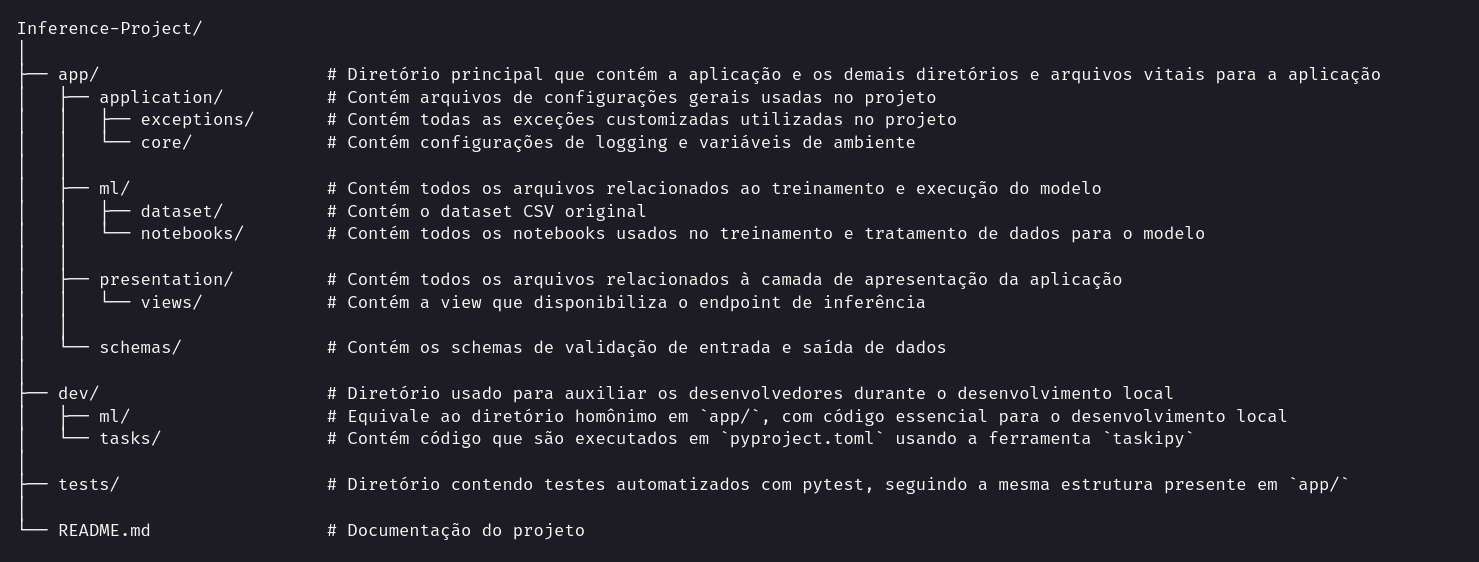 Inference-Project/
│
├── app/                      # Diretório principal que contém a aplicação e os demais diretórios e arquivos vitais para a aplicação
│   ├── application/          # Contém arquivos de configurações gerais usadas no projeto
│   │   ├── exceptions/       # Contém todas as exceções customizadas utilizadas no projeto
│   │   └── core/             # Contém configurações de logging e variáveis de ambiente
│   │
│   ├── ml/                   # Contém todos os arquivos relacionados ao treinamento e execução do modelo
│   │   ├── dataset/          # Contém o dataset CSV original
│   │   └── notebooks/        # Contém todos os notebooks usados no treinamento e tratamento de dados para o modelo
│   │
│   ├── presentation/         # Contém todos os arquivos relacionados à camada de apresentação da aplicação
│   │   └── views/            # Contém a view que disponibiliza o endpoint de inferência
│   │
│   └── schemas/              # Contém os schemas de validação de entrada e saída de dados
│
├── dev/                      # Diretório usado para auxiliar os desenvolvedores durante o desenvolvimento local
│   ├── ml/                   # Equivale ao diretório homônimo em `app/`, com código essencial para o desenvolvimento local
│   └── tasks/                # Contém código que são executados em `pyproject.toml` usando a ferramenta `taskipy`
│
├── tests/                    # Diretório contendo testes automatizados com pytest, seguindo a mesma estrutura presente em `app/`
│
└── README.md                 # Documentação do projeto